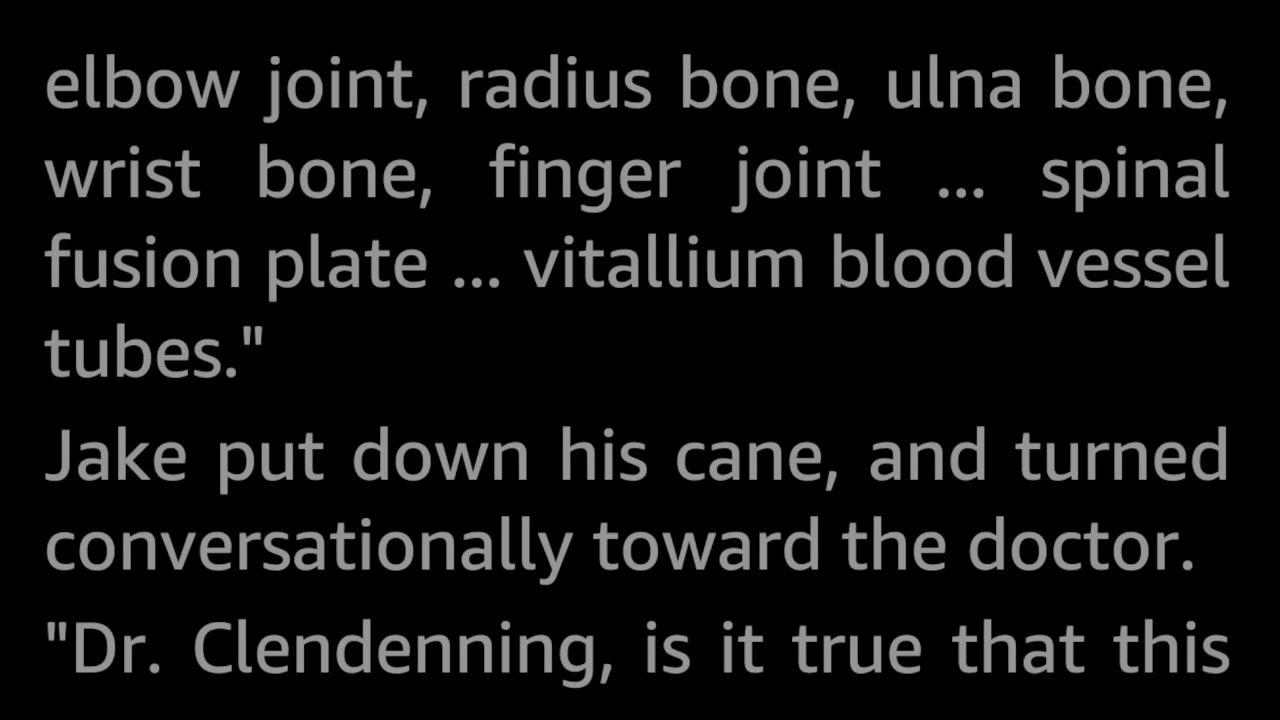 elbow joint, radius bone, ulna bone,
wrist bone, finger joint ... spinal
fusion plate ... vitallium blood vessel
tubes."
Jake put down his cane, and turned
conversationally toward the doctor.
"Dr. Clendenning, is it true that this